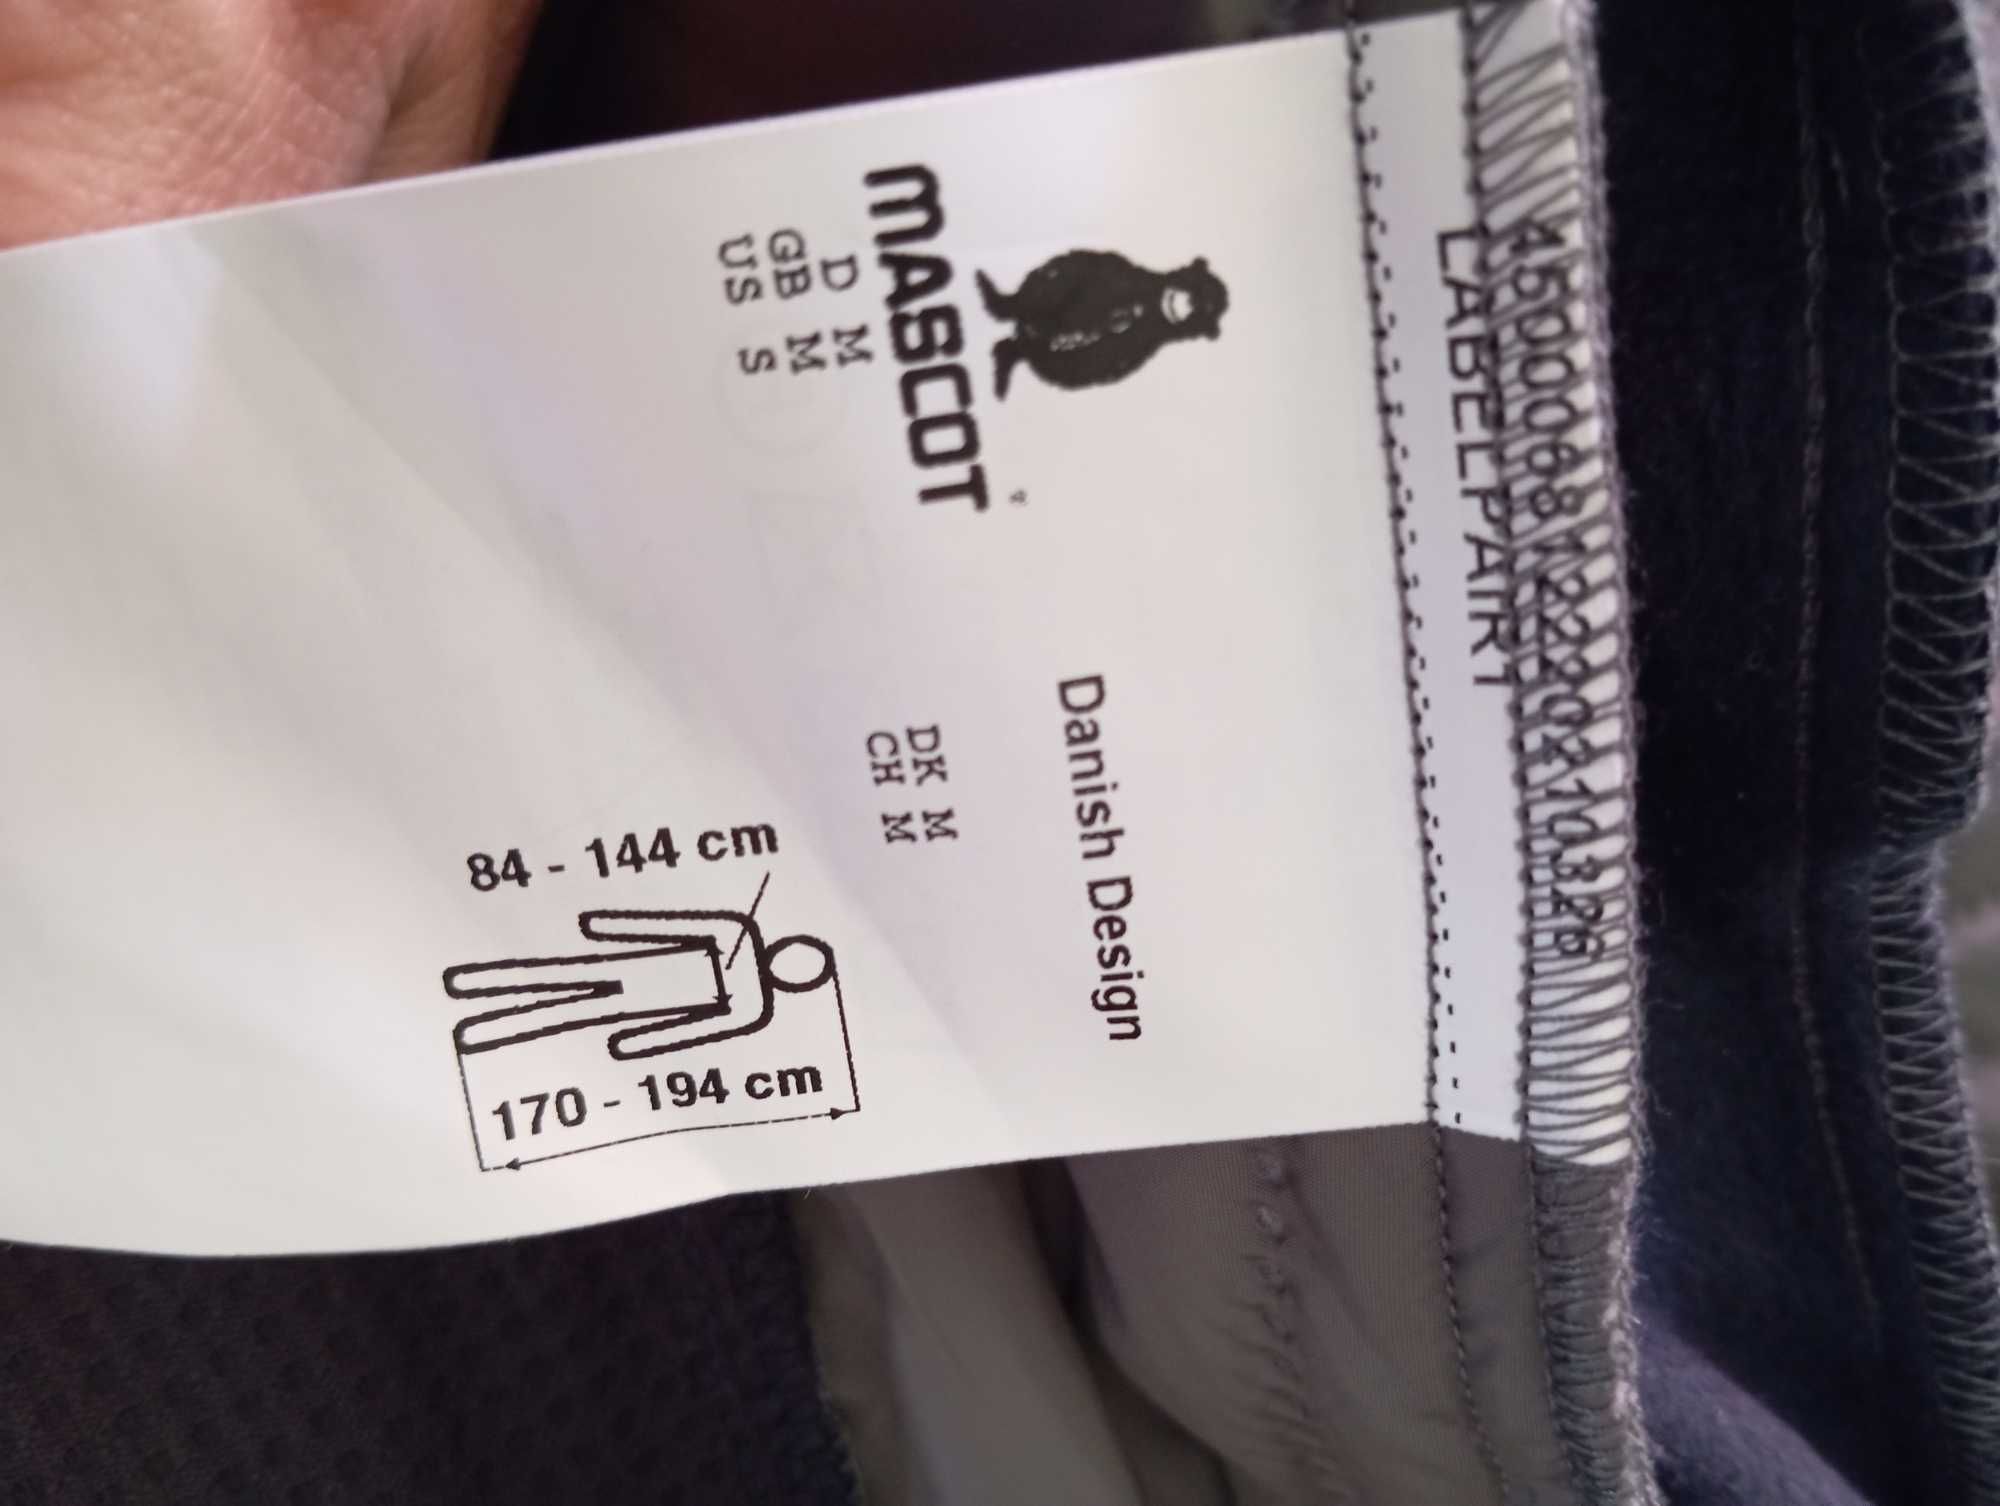 LABELPAIR1
MASCOT
Danish Design
D M
GB M
US S
DK M
CH M
84 - 144 cm
170 - 194 cm